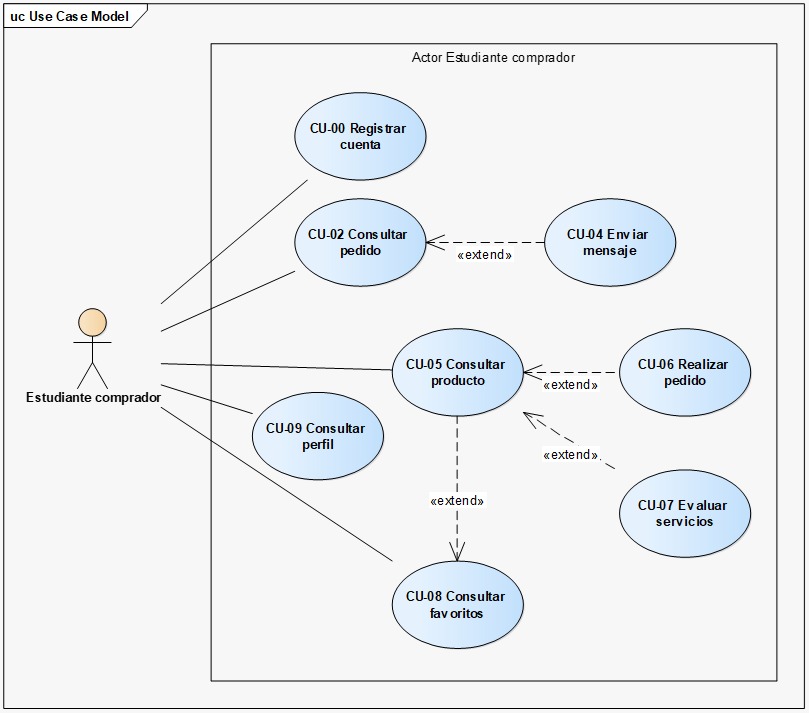 uc Use Case Model
Actor Estudiante comprador
CU-00 Registrar
cuenta
CU-02 Consultar
pedido
«extend»
CU-04 Enviar
mensaje
Estudiante comprador
CU-05 Consultar
producto
«extend»
CU-06 Realizar
pedido
CU-09 Consultar
perfil
«extend»
«extend»
CU-07 Evaluar
servicios
CU-08 Consultar
favoritos